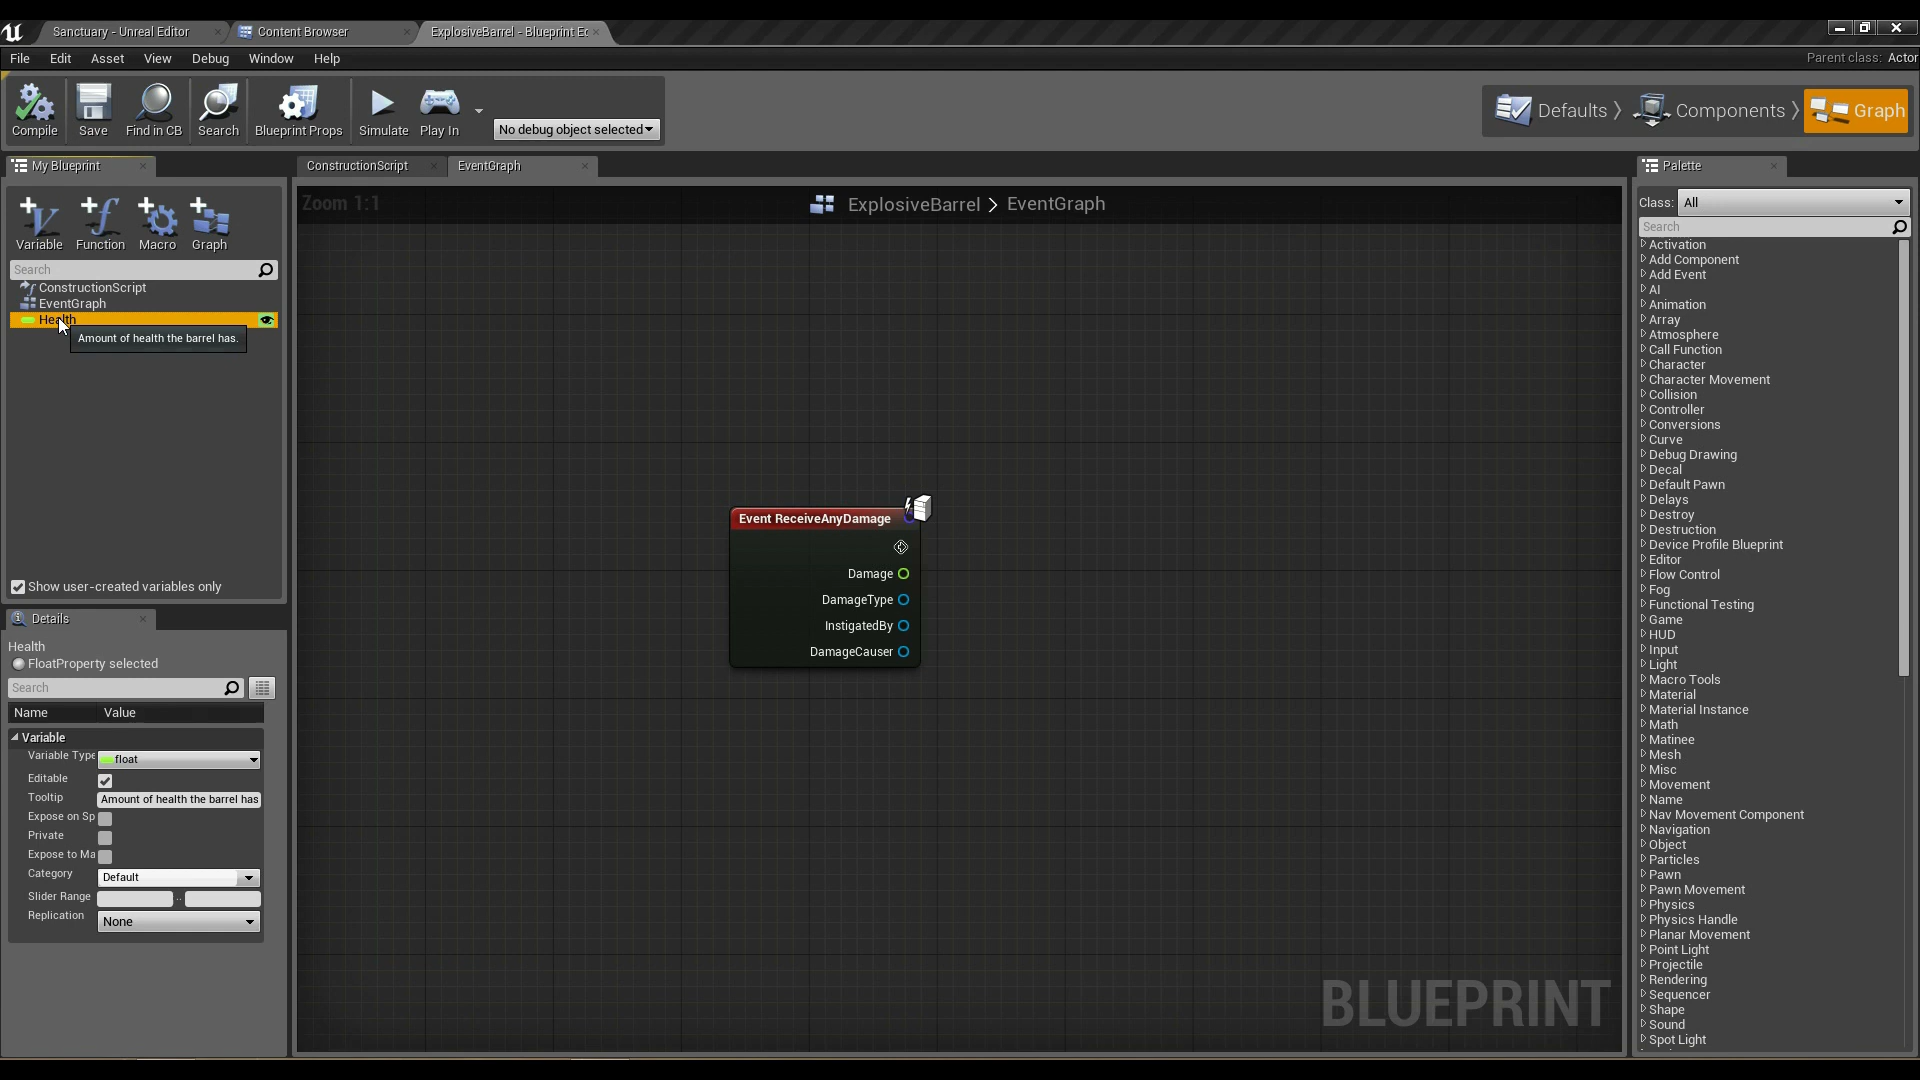 Sanctuary - Unreal Editor
Content Browser
ExplosiveBarrel - Blueprint Ec
File Edit Asset View Debug Window Help
Parent class: Actor
Compile Save Find in CB Search Blueprint Props Simulate Play In
No debug object selected
Defaults Components Graph
My Blueprint
ConstructionScript
EventGraph
Palette
Variable Function Macro Graph
Search
ConstructionScript
EventGraph
Health
Amount of health the barrel has.
Show user-created variables only
Details
Health
FloatProperty selected
Search
Name Value
Variable
Variable Type float
Editable
Tooltip Amount of health the barrel has
Expose on Sp
Private
Expose to Ma
Category Default
Slider Range ..
Replication None
Zoom 1:1
ExplosiveBarrel > EventGraph
Event ReceiveAnyDamage
Damage
DamageType
InstigatedBy
DamageCauser
BLUEPRINT
Class: All
Search
Activation
Add Component
Add Event
AI
Animation
Array
Atmosphere
Call Function
Character
Character Movement
Collision
Controller
Conversions
Curve
Debug Drawing
Decal
Default Pawn
Delays
Destroy
Destruction
Device Profile Blueprint
Editor
Flow Control
Fog
Functional Testing
Game
HUD
Input
Light
Macro Tools
Material
Material Instance
Math
Matinee
Mesh
Misc
Movement
Name
Nav Movement Component
Navigation
Object
Particles
Pawn
Pawn Movement
Physics
Physics Handle
Planar Movement
Point Light
Projectile
Rendering
Sequencer
Shape
Sound
Spot Light